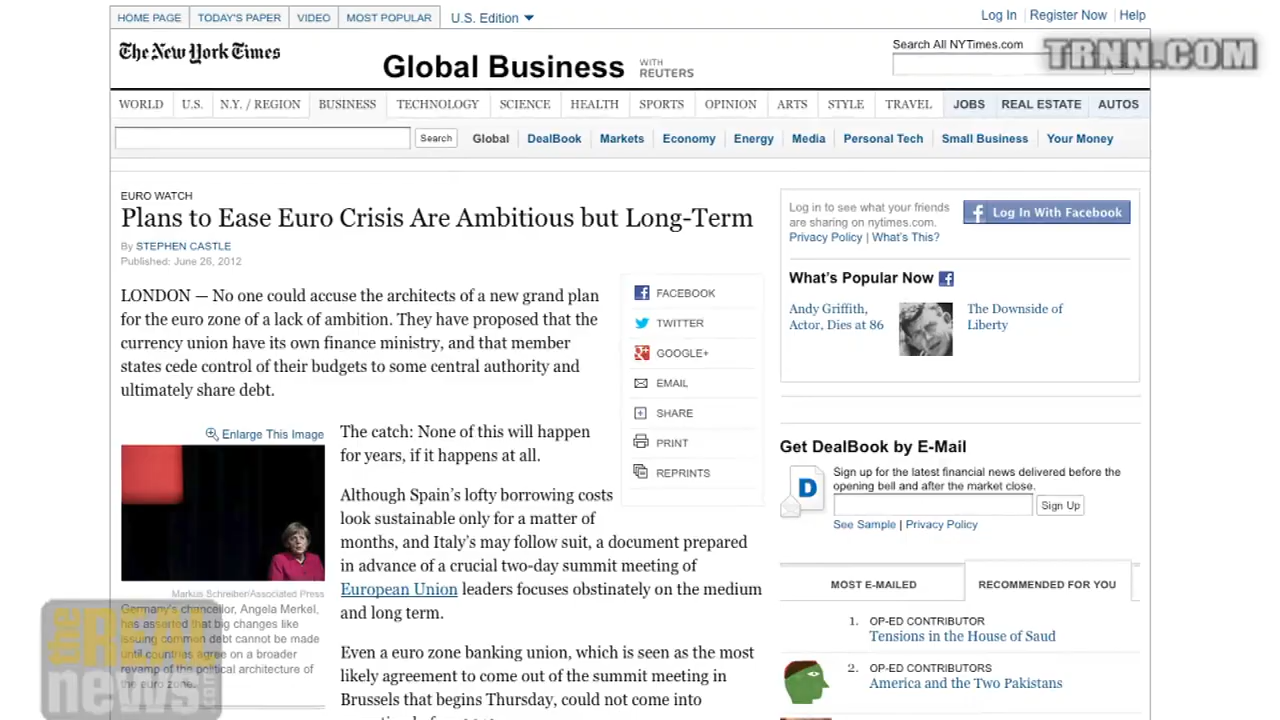 HOME PAGE
TODAY'S PAPER
VIDEO
MOST POPULAR
U.S. Edition
Log In
Register Now
Help
The New York Times
Global Business
WITH
REUTERS
Search All NYTimes.com
TRNN.COM
WORLD
U.S.
N.Y. / REGION
BUSINESS
TECHNOLOGY
SCIENCE
HEALTH
SPORTS
OPINION
ARTS
STYLE
TRAVEL
JOBS
REAL ESTATE
AUTOS
Search
Global
DealBook
Markets
Economy
Energy
Media
Personal Tech
Small Business
Your Money
EURO WATCH
Plans to Ease Euro Crisis Are Ambitious but Long-Term
By STEPHEN CASTLE
Published: June 26, 2012
LONDON — No one could accuse the architects of a new grand plan
for the euro zone of a lack of ambition. They have proposed that the
currency union have its own finance ministry, and that member
states cede control of their budgets to some central authority and
ultimately share debt.
FACEBOOK
TWITTER
GOOGLE+
EMAIL
SHARE
PRINT
REPRINTS
Enlarge This Image
Markus Schreiber/Associated Press
Germany's chancellor, Angela Merkel,
has asserted that big changes like
issuing common debt cannot be made
until countries agree on a broader
revamp of the political architecture of
the euro zone.
the REAL
news.com
The catch: None of this will happen
for years, if it happens at all.
Although Spain's lofty borrowing costs
look sustainable only for a matter of
months, and Italy's may follow suit, a document prepared
in advance of a crucial two-day summit meeting of
European Union leaders focuses obstinately on the medium
and long term.
Even a euro zone banking union, which is seen as the most
likely agreement to come out of the summit meeting in
Brussels that begins Thursday, could not come into
Log in to see what your friends
are sharing on nytimes.com.
Privacy Policy | What's This?
Log In With Facebook
What's Popular Now
Andy Griffith,
Actor, Dies at 86
The Downside of
Liberty
Get DealBook by E-Mail
Sign up for the latest financial news delivered before the
opening bell and after the market close.
D
Sign Up
See Sample | Privacy Policy
MOST E-MAILED
RECOMMENDED FOR YOU
1. OP-ED CONTRIBUTOR
Tensions in the House of Saud
2. OP-ED CONTRIBUTORS
America and the Two Pakistans